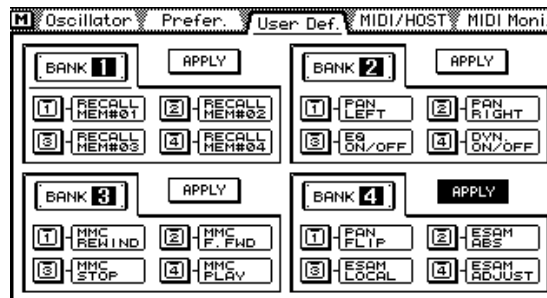 M Oscillator Prefer. User Def. MIDI/HOST MIDI Moni.
BANK 1 APPLY
1 - RECALL MEM#01 2 - RECALL MEM#02
3 - RECALL MEM#03 4 - RECALL MEM#04
BANK 2 APPLY
1 - PAN LEFT 2 - PAN RIGHT
3 - EQ ON/OFF 4 - DYN. ON/OFF
BANK 3 APPLY
1 - MMC REWIND 2 - MMC F. FWD
3 - MMC STOP 4 - MMC PLAY
BANK 4 APPLY
1 - PAN FLIP 2 - ESAM ABS
3 - ESAM LOCAL 4 - ESAM ADJUST